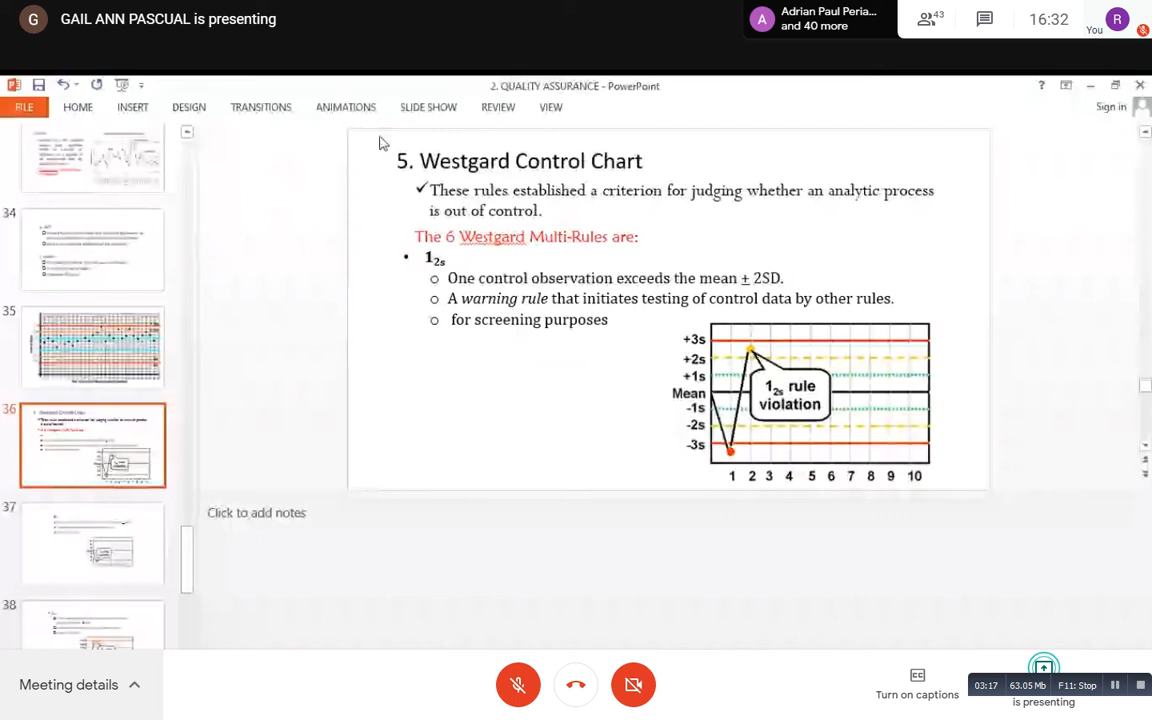 G GAIL ANN PASCUAL is presenting
A Adrian Paul Peria...
and 40 more
43
16:32
You
R
2. QUALITY ASSURANCE - PowerPoint
?
FILE HOME INSERT DESIGN TRANSITIONS ANIMATIONS SLIDE SHOW REVIEW VIEW
Sign in
34
35
36
37
38
5. Westgard Control Chart
✓These rules established a criterion for judging whether an analytic process
is out of control.
The 6 Westgard Multi-Rules are:
• 1₂ₛ
o One control observation exceeds the mean ± 2SD.
o A warning rule that initiates testing of control data by other rules.
o for screening purposes
+3s
+2s
+1s
Mean
-1s
-2s
-3s
1₂ₛ rule
violation
1 2 3 4 5 6 7 8 9 10
Click to add notes
Meeting details
CC
Turn on captions
03:17 63.05 Mb F11: Stop
is presenting